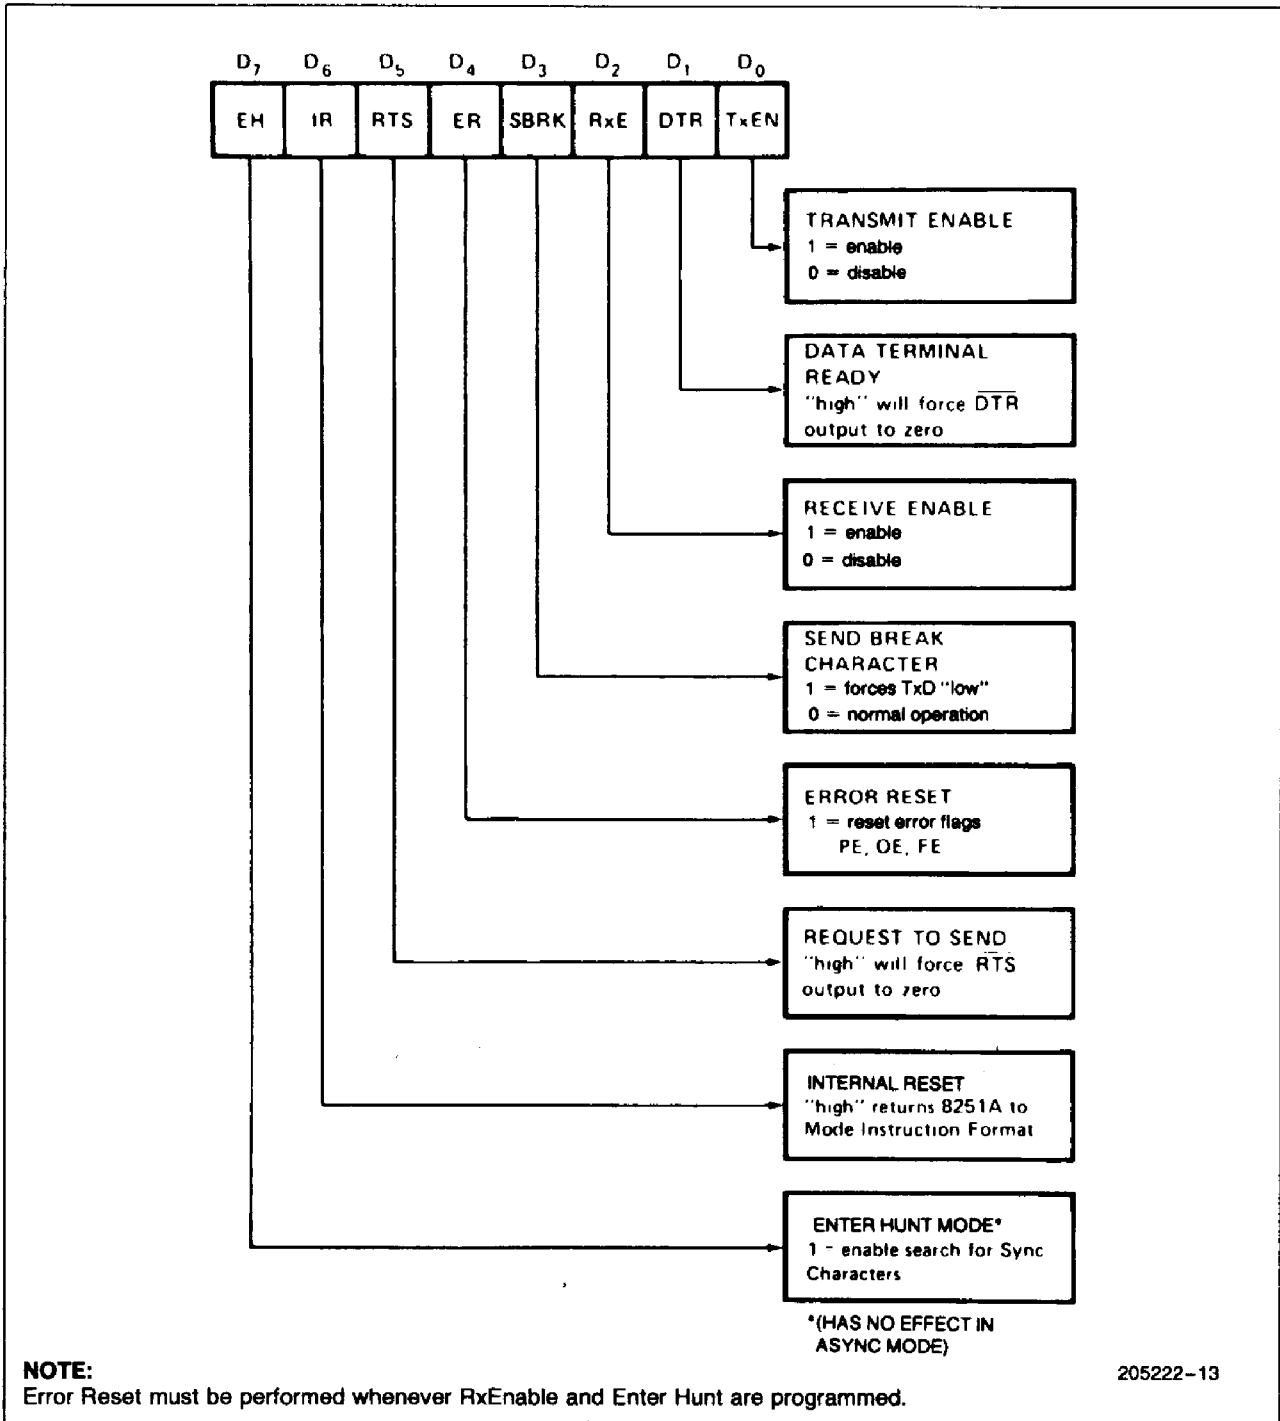 D7 D6 D5 D4 D3 D2 D1 D0
EH IR RTS ER SBRK RxE DTR TxEN
TRANSMIT ENABLE
1 = enable
0 = disable
DATA TERMINAL
READY
"high" will force D̅T̅R̅
output to zero
RECEIVE ENABLE
1 = enable
0 = disable
SEND BREAK
CHARACTER
1 = forces TxD "low"
0 = normal operation
ERROR RESET
1 = reset error flags
PE, OE, FE
REQUEST TO SEND
"high" will force R̅T̅S̅
output to zero
INTERNAL RESET
"high" returns 8251A to
Mode Instruction Format
ENTER HUNT MODE*
1 = enable search for Sync
Characters
*(HAS NO EFFECT IN
ASYNC MODE)
NOTE:
205222-13
Error Reset must be performed whenever RxEnable and Enter Hunt are programmed.